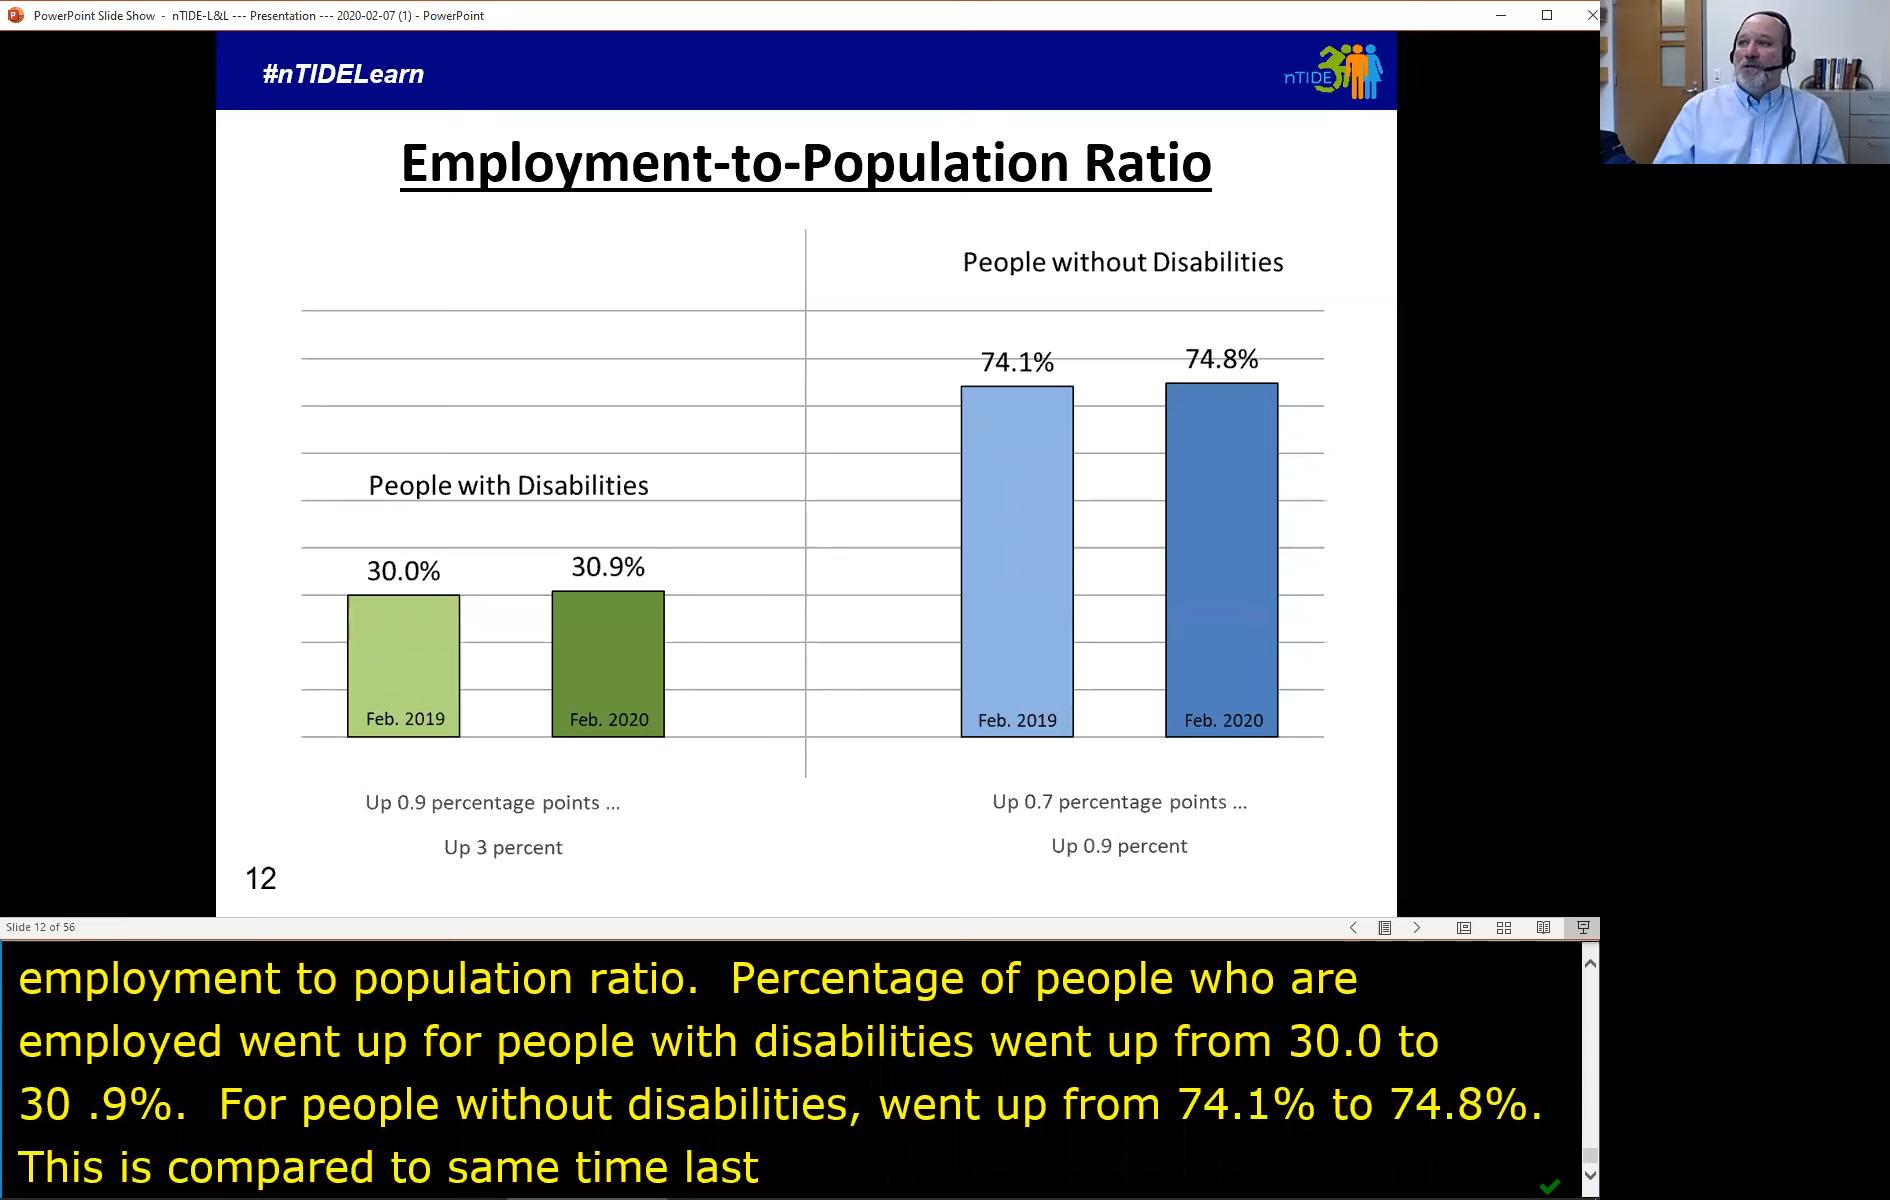 PowerPoint Slide Show - nTIDE-L&L --- Presentation --- 2020-02-07 (1) - PowerPoint
#nTIDELearn
nTIDE
Employment-to-Population Ratio
People without Disabilities
74.1%
74.8%
People with Disabilities
30.0%
30.9%
Feb. 2019
Feb. 2020
Feb. 2019
Feb. 2020
Up 0.9 percentage points ...
Up 3 percent
Up 0.7 percentage points ...
Up 0.9 percent
12
Slide 12 of 56
employment to population ratio.  Percentage of people who are
employed went up for people with disabilities went up from 30.0 to
30 .9%.  For people without disabilities, went up from 74.1% to 74.8%.
This is compared to same time last